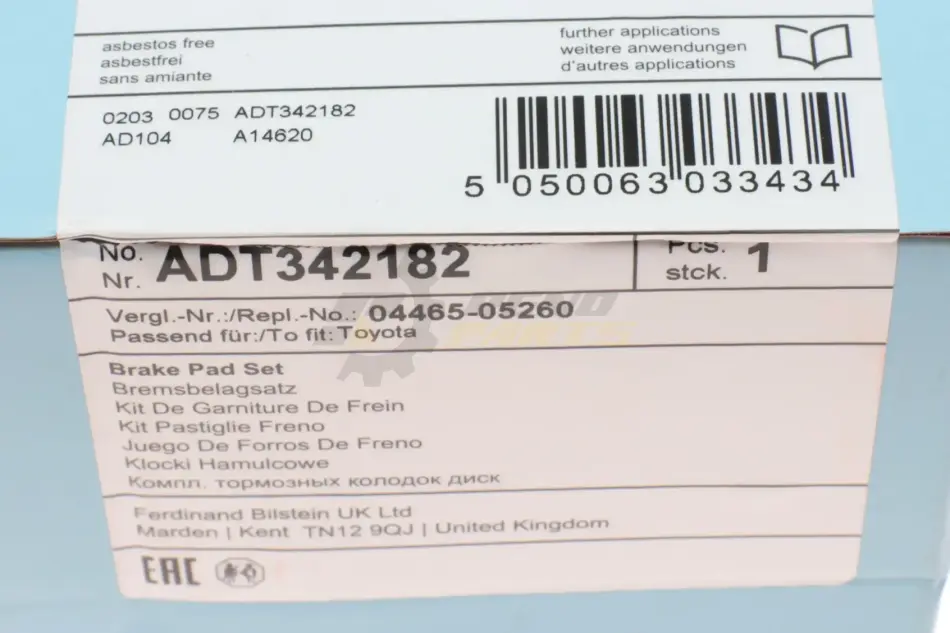 asbestos free
asbestfrei
sans amiante
further applications
weitere anwendungen
d'autres applications
0203 0075 ADT342182
AD104 A14620
5 050063 033434
No.
Nr. ADT342182
Pcs.
stck. 1
Vergl.-Nr.:/Repl.-No.: 04465-05260
Passend für:/To fit: Toyota
PARTS
Brake Pad Set
Bremsbelagsatz
Kit De Garniture De Frein
Kit Pastiglie Freno
Juego De Forros De Freno
Klocki Hamulcowe
Компл. тормозных колодок диск
Ferdinand Bilstein UK Ltd
Marden | Kent TN12 9QJ | United Kingdom
EAC